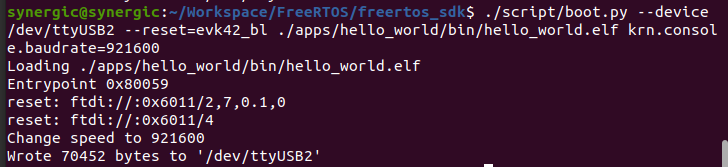 synergic@synergic:~/Workspace/FreeRTOS/freertos_sdk$ ./script/boot.py --device
/dev/ttyUSB2 --reset=evk42_bl ./apps/hello_world/bin/hello_world.elf krn.consol
e.baudrate=921600
Loading ./apps/hello_world/bin/hello_world.elf
Entrypoint 0x80059
reset: ftdi://:0x6011/2,7,0.1,0
reset: ftdi://:0x6011/4
Change speed to 921600
Wrote 70452 bytes to '/dev/ttyUSB2'